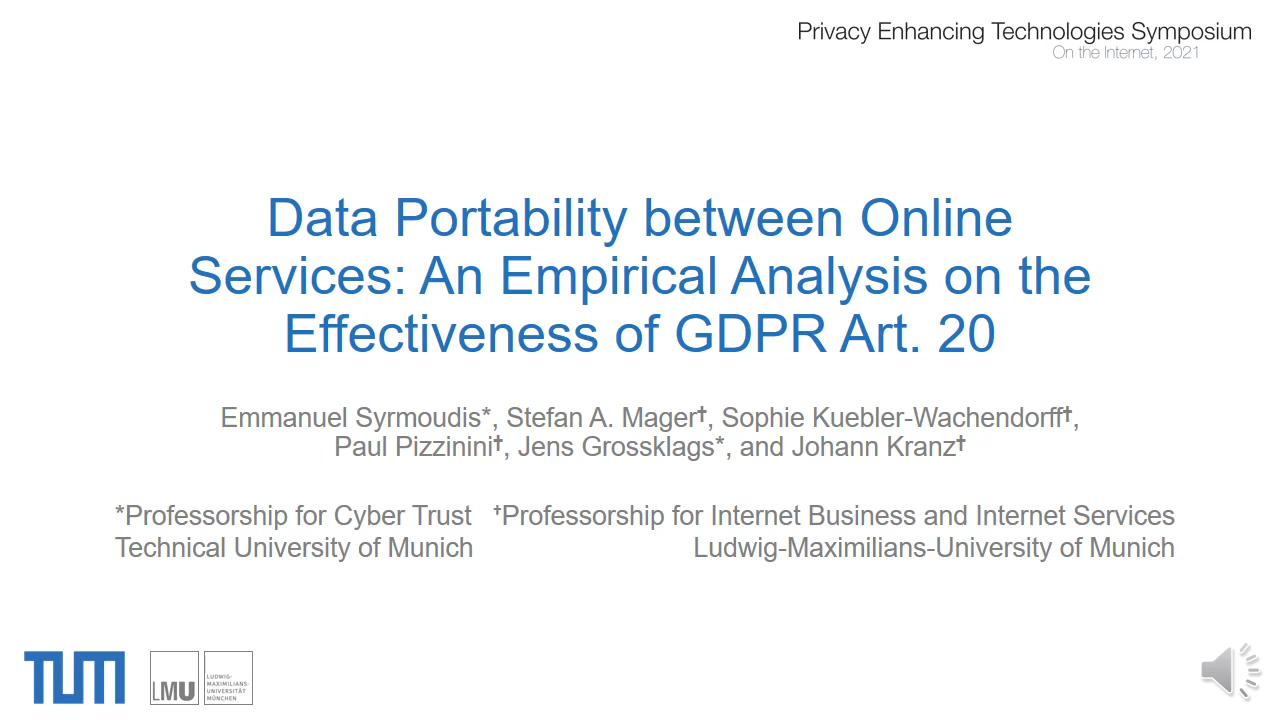 Privacy Enhancing Technologies Symposium
On the Internet, 2021
Data Portability between Online
Services: An Empirical Analysis on the
Effectiveness of GDPR Art. 20
Emmanuel Syrmoudis*, Stefan A. Mager†, Sophie Kuebler-Wachendorff†,
Paul Pizzinini†, Jens Grossklags*, and Johann Kranz†
*Professorship for Cyber Trust
Technical University of Munich
†Professorship for Internet Business and Internet Services
Ludwig-Maximilians-University of Munich
TUM
LMU
LUDWIG-
MAXIMILIANS-
UNIVERSITÄT
MÜNCHEN